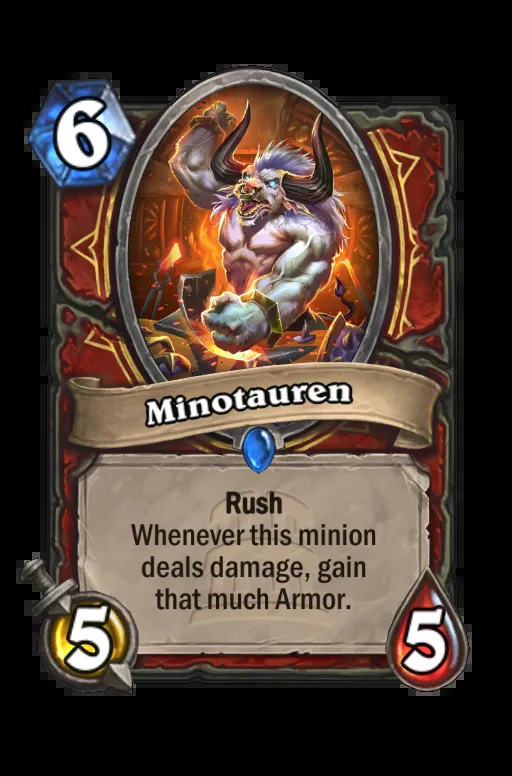 6
Minotauren
Rush
Whenever this minion
deals damage, gain
that much Armor.
5 5